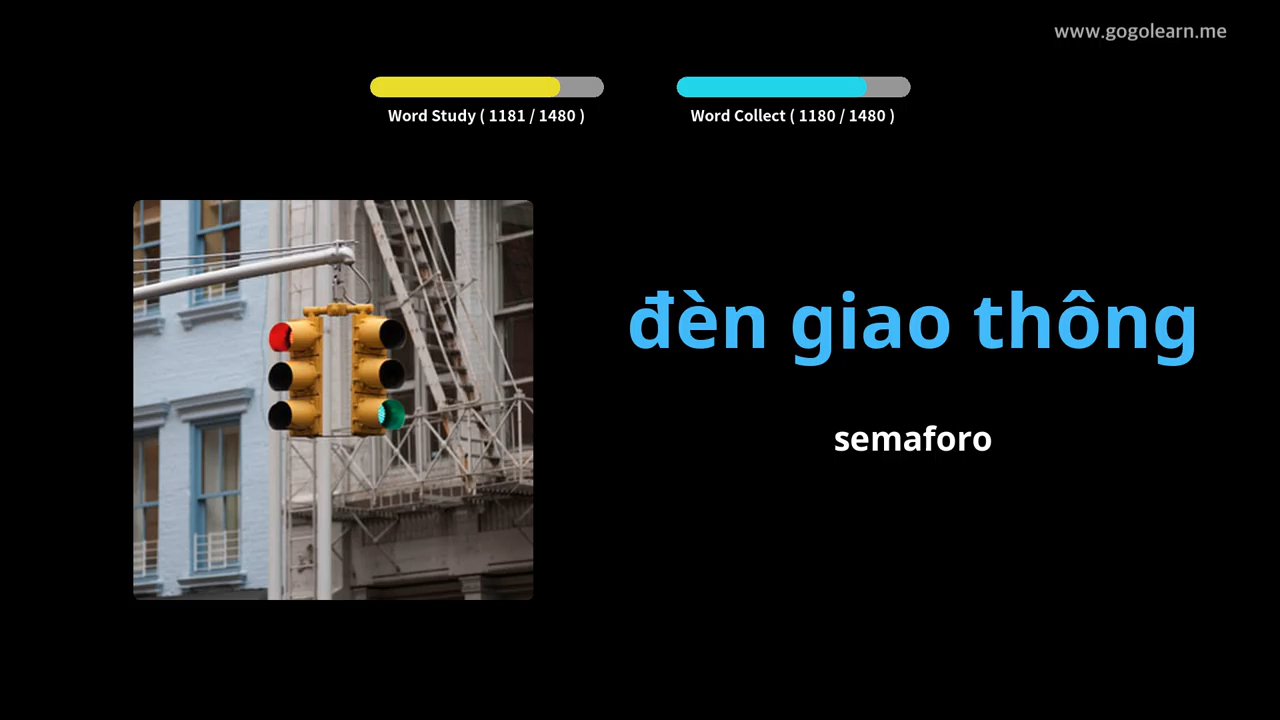 www.gogolearn.me
Word Study ( 1181 / 1480 )
Word Collect ( 1180 / 1480 )
đèn giao thông
semaforo